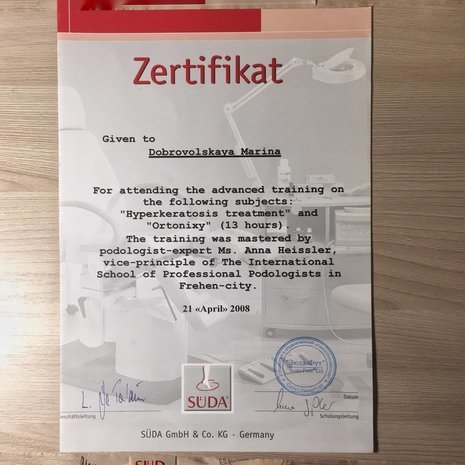 Zertifikat
Given to
Dobrovolskaya Marina
For attending the advanced training on
the following subjects:
"Hyperkeratosis treatment" and
"Ortonixy" (13 hours).
The training was mastered by
podologist-expert Ms. Anna Heissler,
vice-principle of The International
School of Professional Podologists in
Frehen-city.
21 «April» 2008
SÜDA
Datum
Schulungsleitung
SÜDA GmbH & Co. KG · Germany